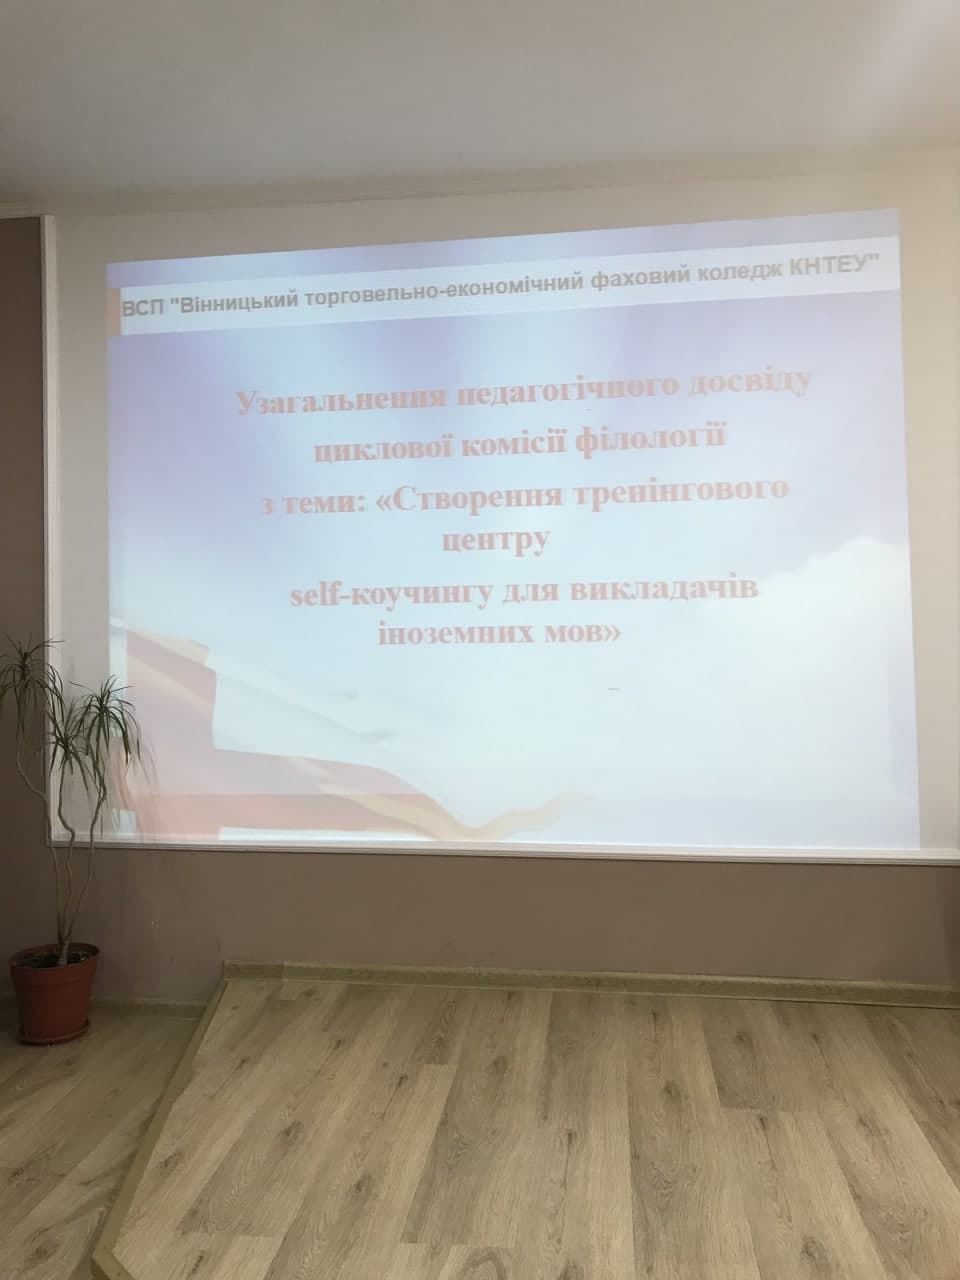 ВСП "Вінницький торговельно-економічний фаховий коледж КНТЕУ"
Узагальнення педагогічного досвіду
циклової комісії філології
з теми: «Створення тренінгового
центру
self-коучингу для викладачів
іноземних мов»